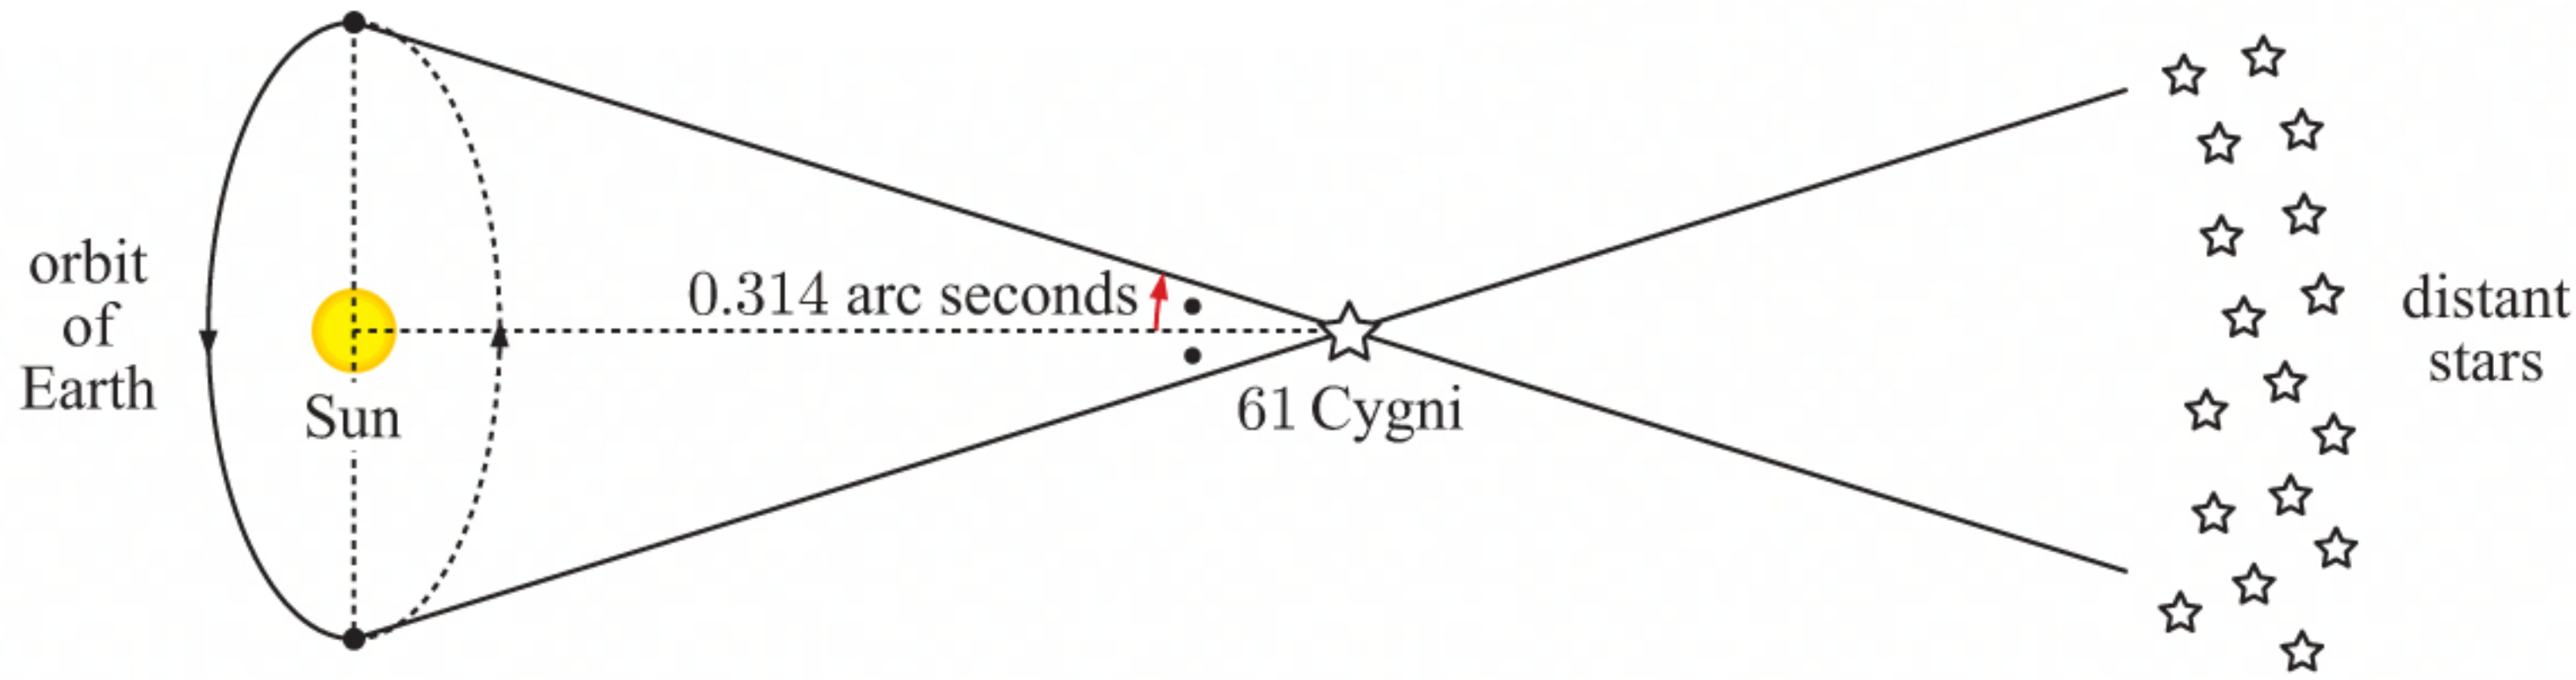 orbit
of
Earth
Sun
0.314 arc seconds
61 Cygni
distant
stars